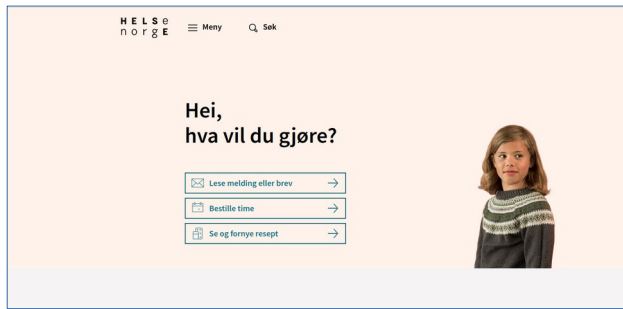 HELSe
norgE
Meny
Søk
Hei,
hva vil du gjøre?
Lese melding eller brev
Bestille time
Se og fornye resept